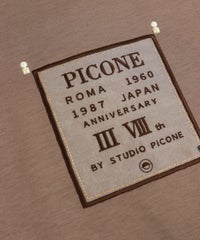 PICONE
ROMA 1960
1987 JAPAN
ANNIVERSARY
III VIII th
BY STUDIO PICONE